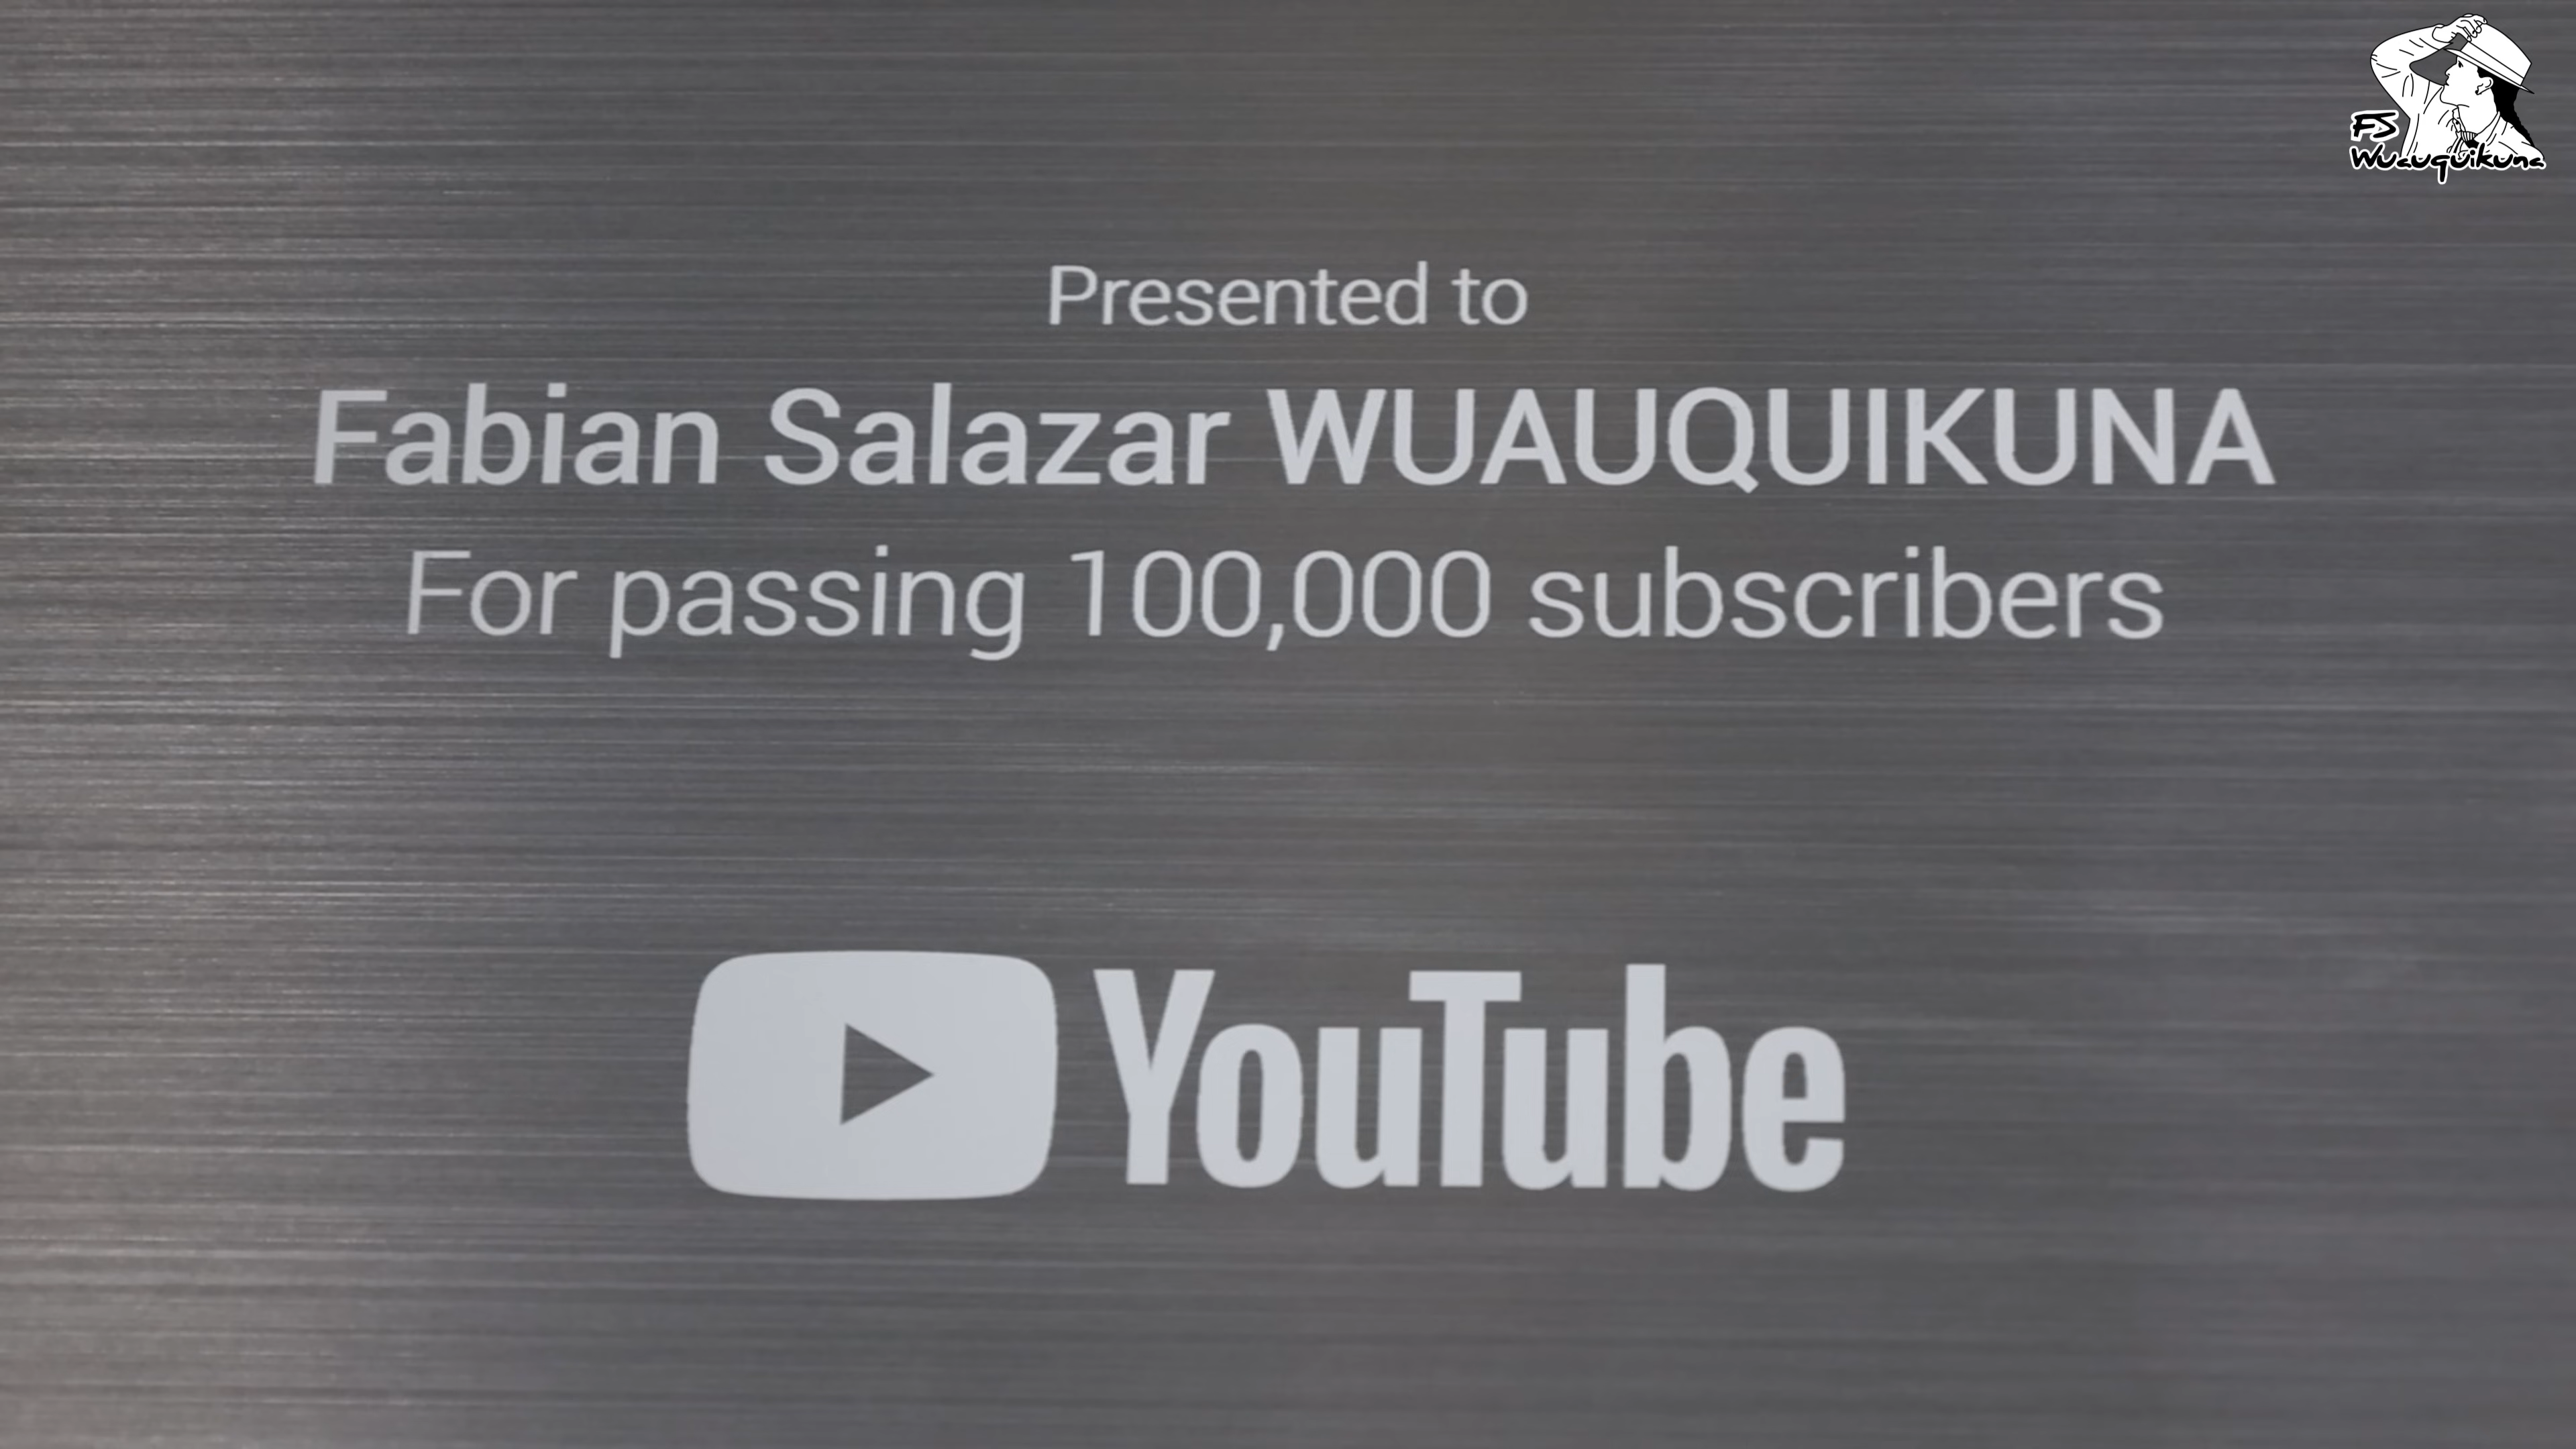 FS
Wuauquikuna
Presented to
Fabian Salazar WUAUQUIKUNA
For passing 100,000 subscribers
YouTube